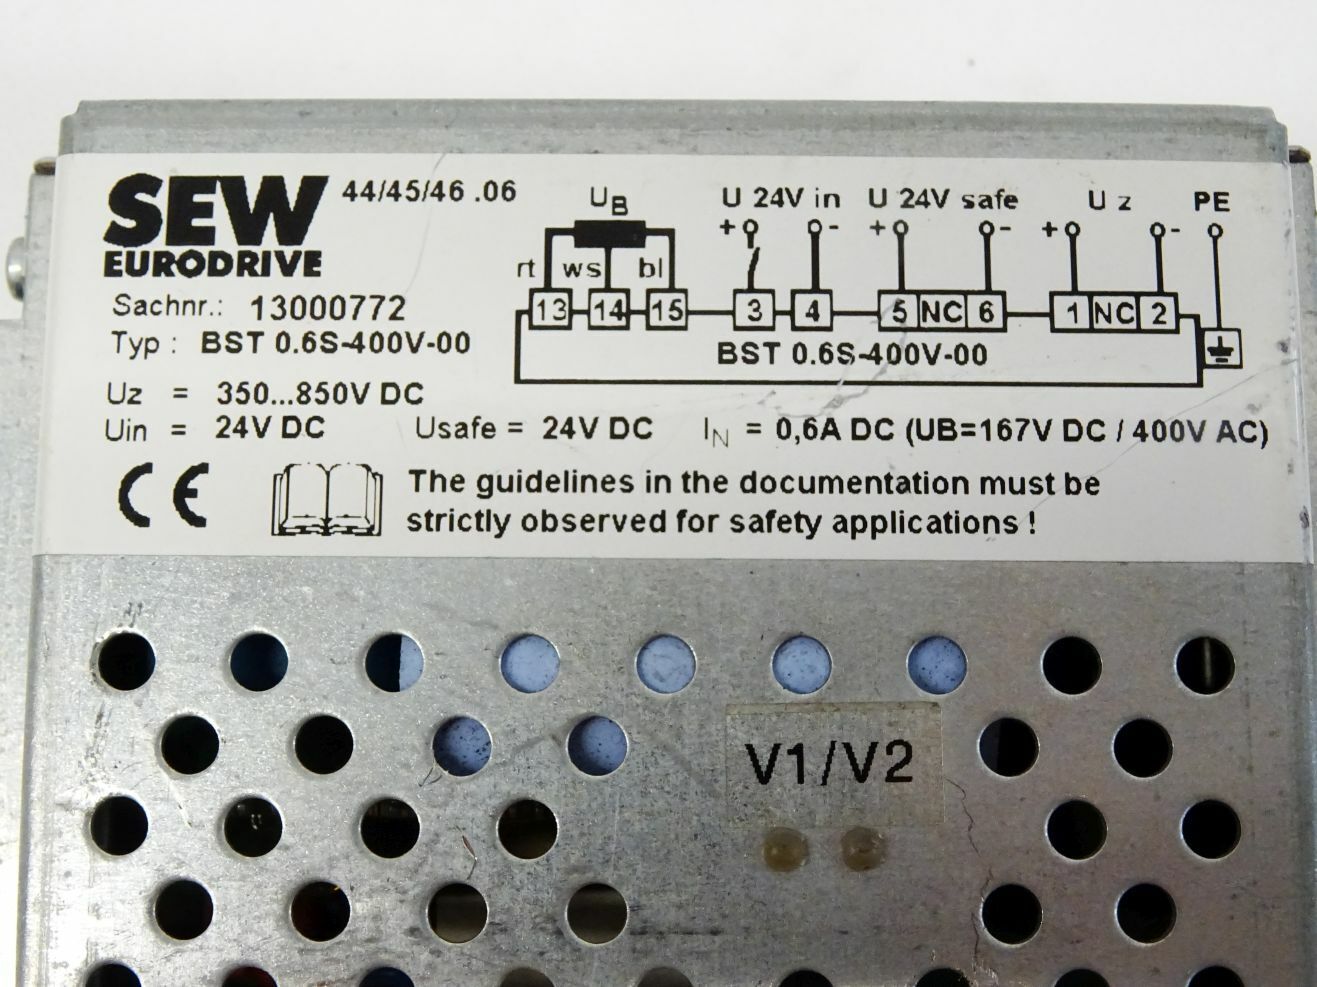 SEW 44/45/46 .06
EURODRIVE
Sachnr.: 13000772
Typ : BST 0.6S-400V-00
UB U 24V in U 24V safe U z PE
+ - + - + -
rt ws bl
13 14 15 3 4 5 NC 6 1 NC 2
BST 0.6S-400V-00
Uz = 350...850V DC
Uin = 24V DC Usafe = 24V DC IN = 0,6A DC (UB=167V DC / 400V AC)
CE The guidelines in the documentation must be
strictly observed for safety applications !
V1/V2